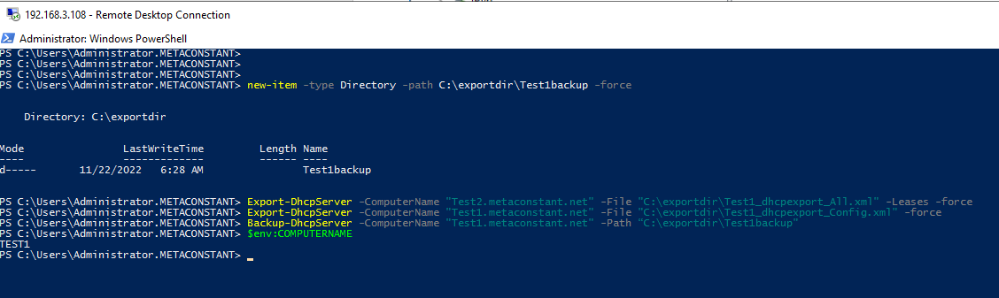 192.168.3.108 - Remote Desktop Connection
Administrator: Windows PowerShell
PS C:\Users\Administrator.METACONSTANT>
PS C:\Users\Administrator.METACONSTANT>
PS C:\Users\Administrator.METACONSTANT>
PS C:\Users\Administrator.METACONSTANT> new-item -type Directory -path C:\exportdir\Test1backup -force
Directory: C:\exportdir
Mode LastWriteTime Length Name
---- ------------- ------ ----
d----- 11/22/2022 6:28 AM Test1backup
PS C:\Users\Administrator.METACONSTANT> Export-DhcpServer -ComputerName "Test2.metaconstant.net" -File "C:\exportdir\Test1_dhcpexport_All.xml" -Leases -force
PS C:\Users\Administrator.METACONSTANT> Export-DhcpServer -ComputerName "Test1.metaconstant.net" -File "C:\exportdir\Test1_dhcpexport_Config.xml" -force
PS C:\Users\Administrator.METACONSTANT> Backup-DhcpServer -ComputerName "Test1.metaconstant.net" -Path "C:\exportdir\Test1backup"
PS C:\Users\Administrator.METACONSTANT> $env:COMPUTERNAME
TEST1
PS C:\Users\Administrator.METACONSTANT> _